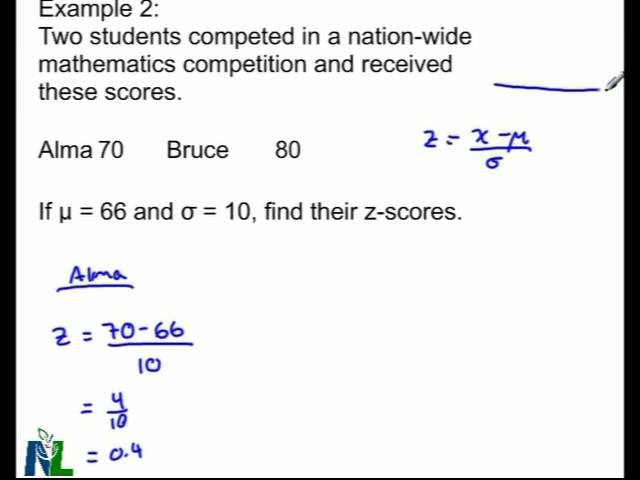 Example 2:
Two students competed in a nation-wide
mathematics competition and received
these scores.
Alma 70 Bruce 80
z = x - μ / σ
If μ = 66 and σ = 10, find their z-scores.
Alma
z = 70 - 66 / 10
= 4 / 10
= 0.4
NL